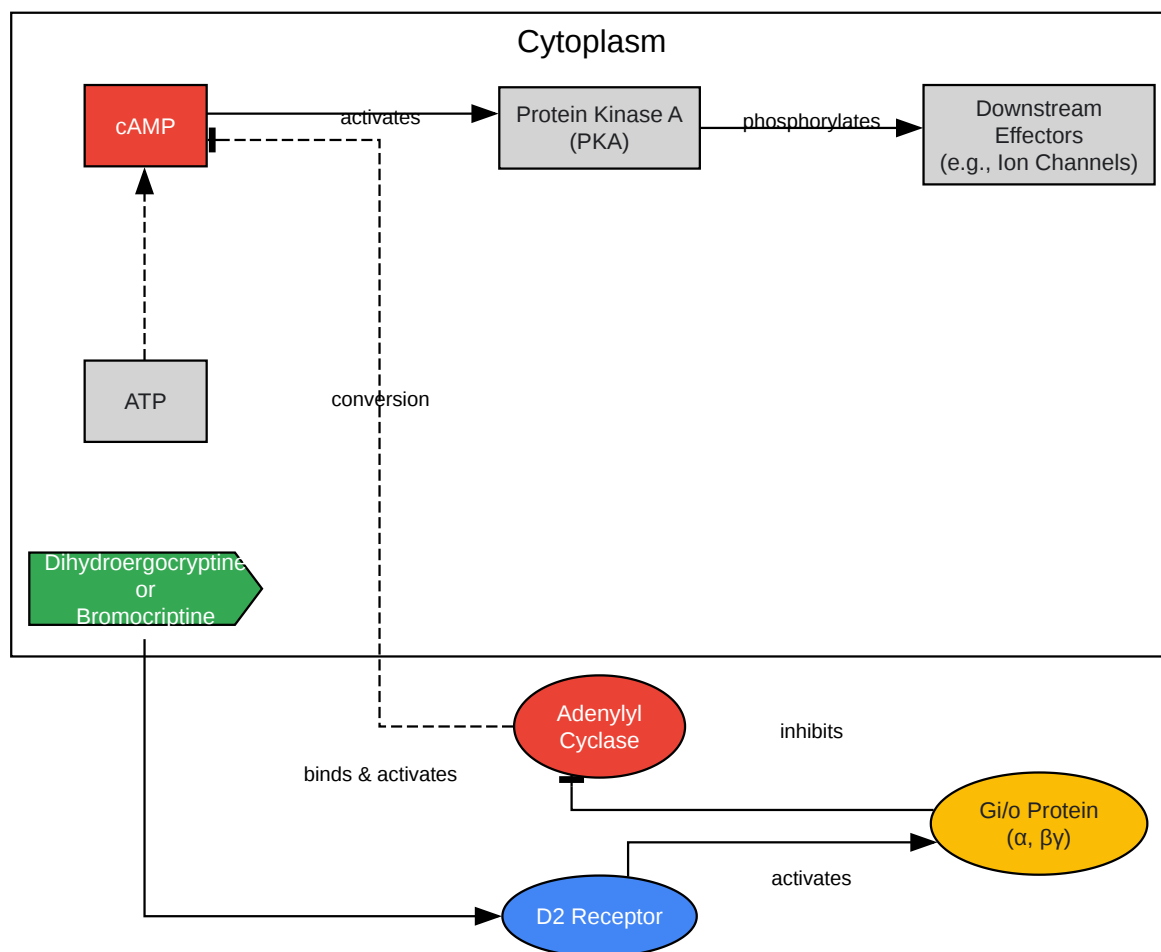 Cytoplasm
cAMP
activates
Protein Kinase A
(PKA)
phosphorylates
Downstream
Effectors
(e.g., Ion Channels)
ATP
conversion
Dihydroergocryptine
or
Bromocriptine
Adenylyl
Cyclase
inhibits
binds & activates
Gi/o Protein
(α, βγ)
activates
D2 Receptor